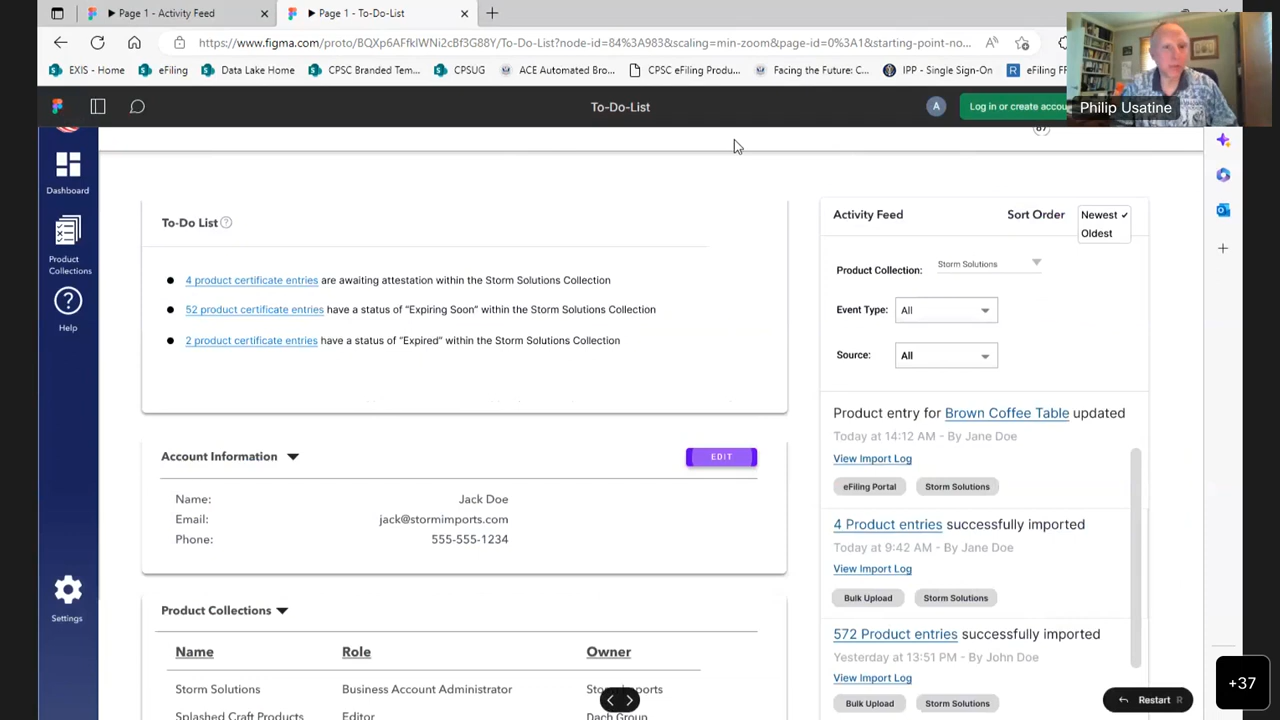 Page 1 - Activity Feed
Page 1 - To-Do-List
https://www.figma.com/proto/BQXp6AFfkIWNi2cBf3G88Y/To-Do-List?node-id=84%3A983&scaling=min-zoom&page-id=0%3A1&starting-point-no...
EXIS - Home
eFiling
Data Lake Home
CPSC Branded Tem...
CPSUG
ACE Automated Bro...
CPSC eFiling Produ...
Facing the Future: C...
IPP - Single Sign-On
eFiling
Philip Usatine
To-Do-List
A
Log in or create accou
Dashboard
Product
Collections
Help
Settings
To-Do List
4 product certificate entries are awaiting attestation within the Storm Solutions Collection
52 product certificate entries have a status of “Expiring Soon” within the Storm Solutions Collection
2 product certificate entries have a status of “Expired” within the Storm Solutions Collection
Account Information
EDIT
Name: Jack Doe
Email: jack@stormimports.com
Phone: 555-555-1234
Product Collections
Name Role Owner
Storm Solutions Business Account Administrator Imports
Splashed Craft Products Editor Dach Group
Activity Feed Sort Order Newest ✓
Oldest
Product Collection: Storm Solutions
Event Type: All
Source: All
Product entry for Brown Coffee Table updated
Today at 14:12 AM - By Jane Doe
View Import Log
eFiling Portal Storm Solutions
4 Product entries successfully imported
Today at 9:42 AM - By Jane Doe
View Import Log
Bulk Upload Storm Solutions
572 Product entries successfully imported
Yesterday at 13:51 PM - By John Doe
View Import Log
Bulk Upload Storm Solutions
Restart R
+37